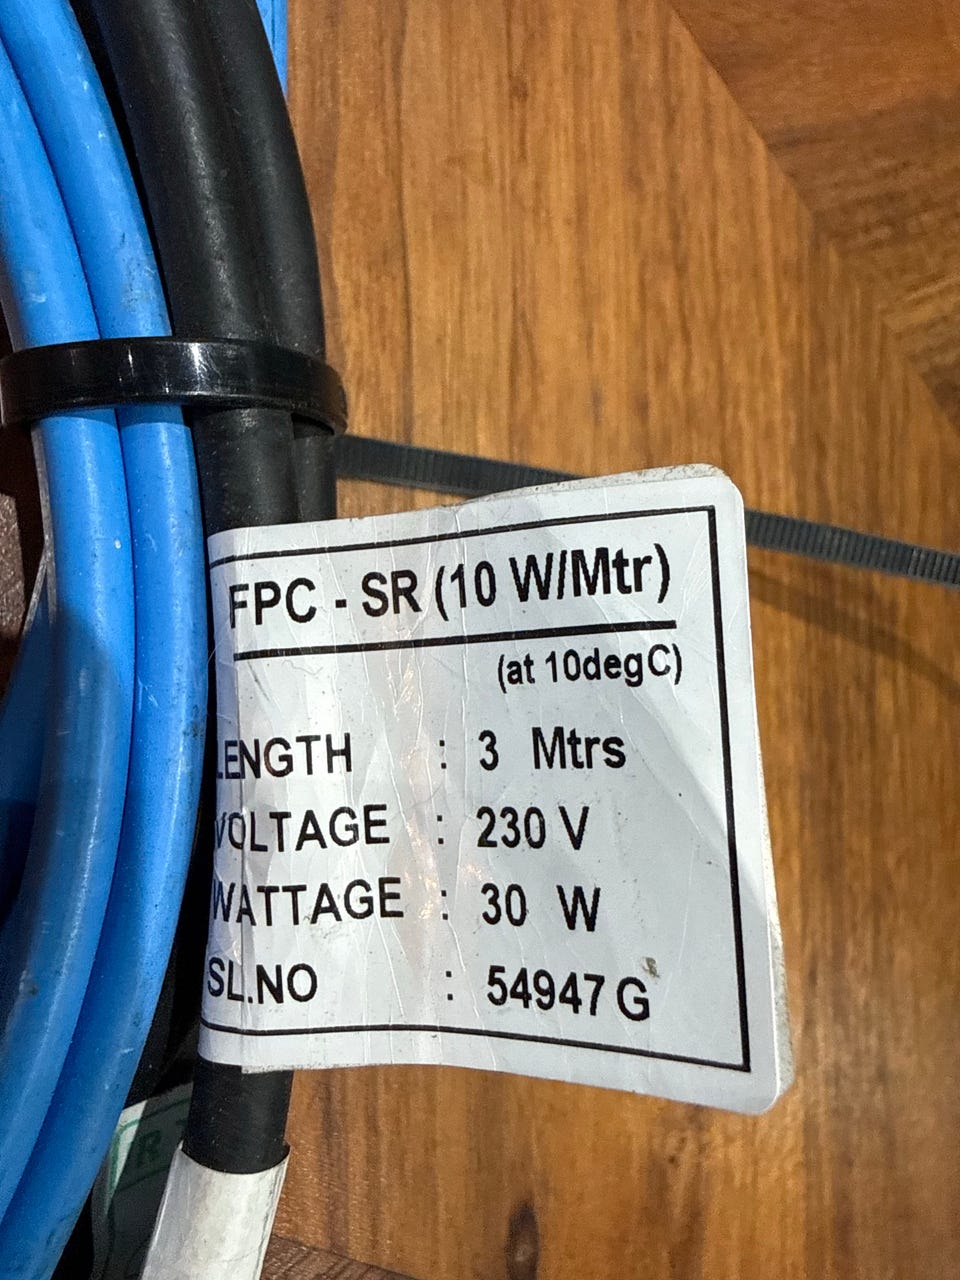 FPC - SR (10 W/Mtr)
(at 10degC)
LENGTH : 3 Mtrs
VOLTAGE : 230 V
WATTAGE : 30 W
SL.NO : 54947 G